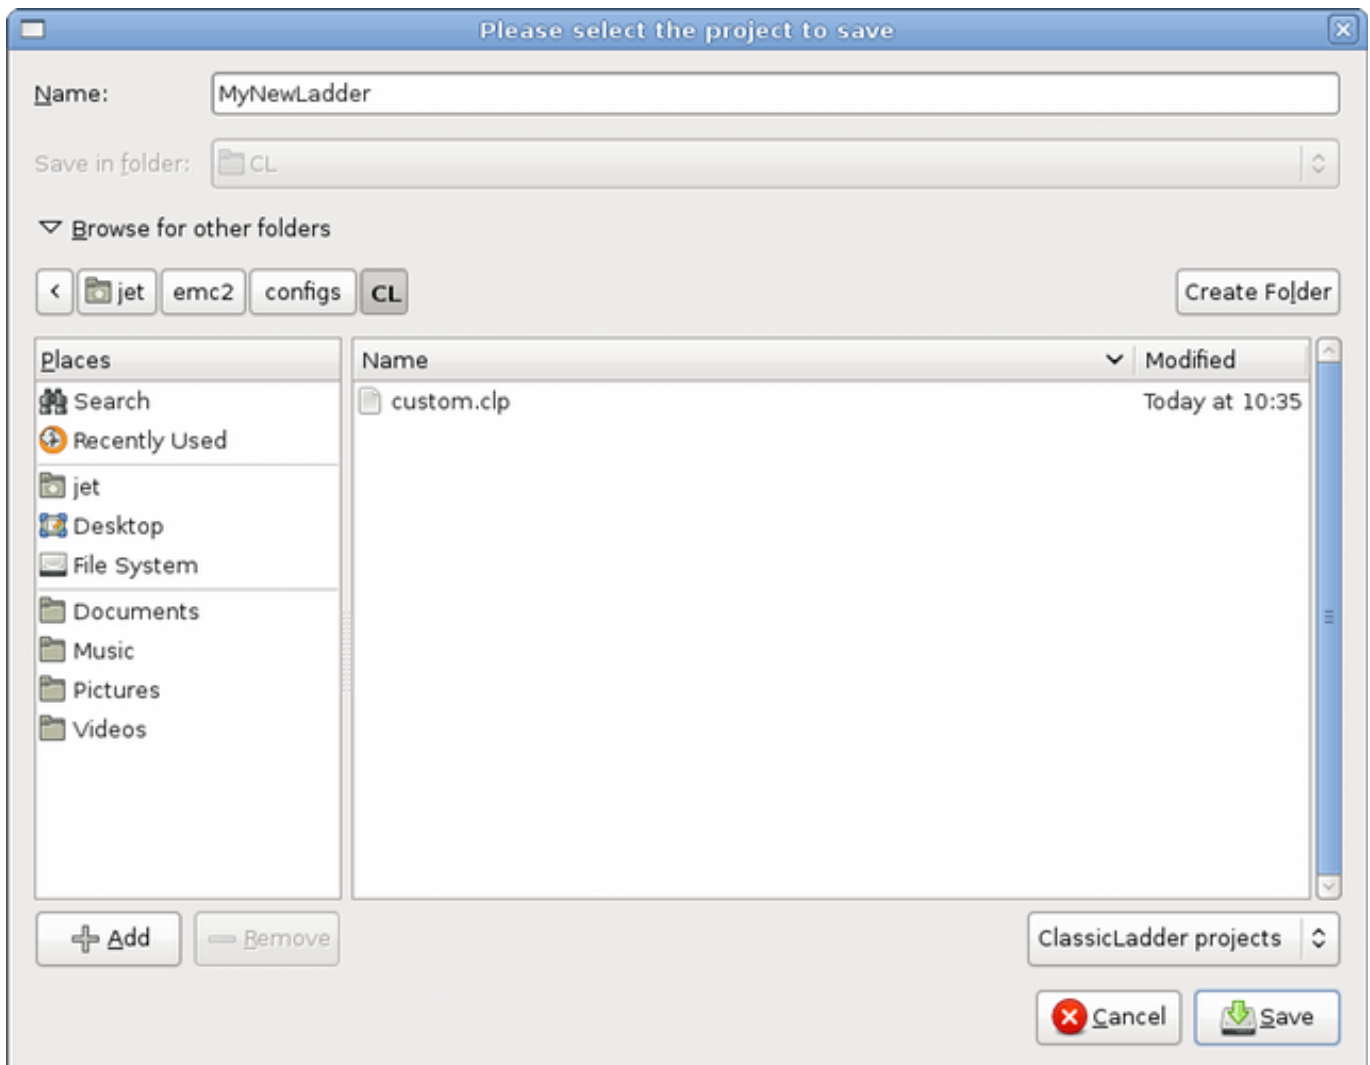 Please select the project to save
Name: MyNewLadder
Save in folder: CL
Browse for other folders
< jet emc2 configs CL Create Folder
Places Name Modified
Search custom.clp Today at 10:35
Recently Used
jet
Desktop
File System
Documents
Music
Pictures
Videos
Add Remove ClassicLadder projects
Cancel Save